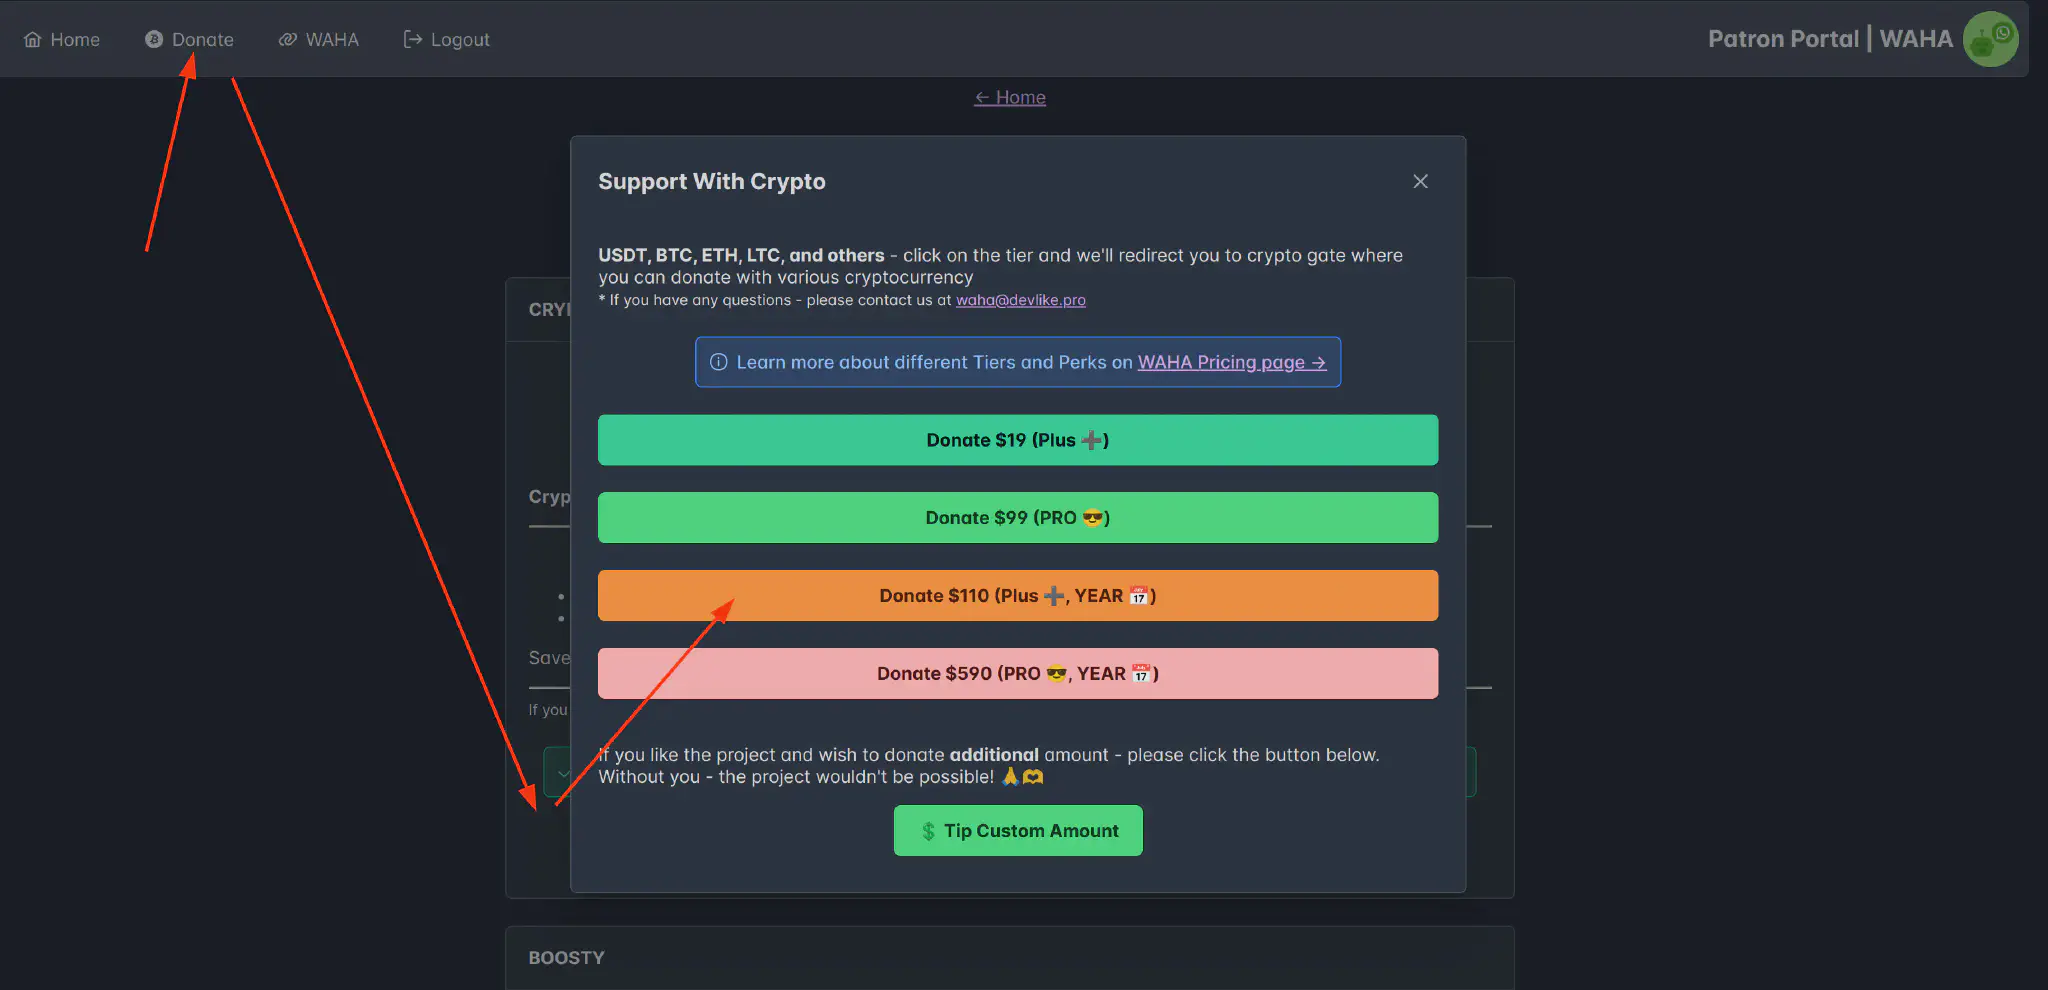 Home
Donate
WAHA
Logout
Patron Portal | WAHA
← Home
Support With Crypto
USDT, BTC, ETH, LTC, and others - click on the tier and we'll redirect you to crypto gate where
you can donate with various cryptocurrency
* If you have any questions - please contact us at waha@devlike.pro
CRY
Learn more about different Tiers and Perks on WAHA Pricing page →
Donate $19 (Plus ➕)
Cryp
Donate $99 (PRO 😎)
Donate $110 (Plus ➕, YEAR 📅)
Save
Donate $590 (PRO 😎, YEAR 📅)
If you
If you like the project and wish to donate additional amount - please click the button below.
Without you - the project wouldn't be possible! 🙏🫶
💲 Tip Custom Amount
BOOSTY